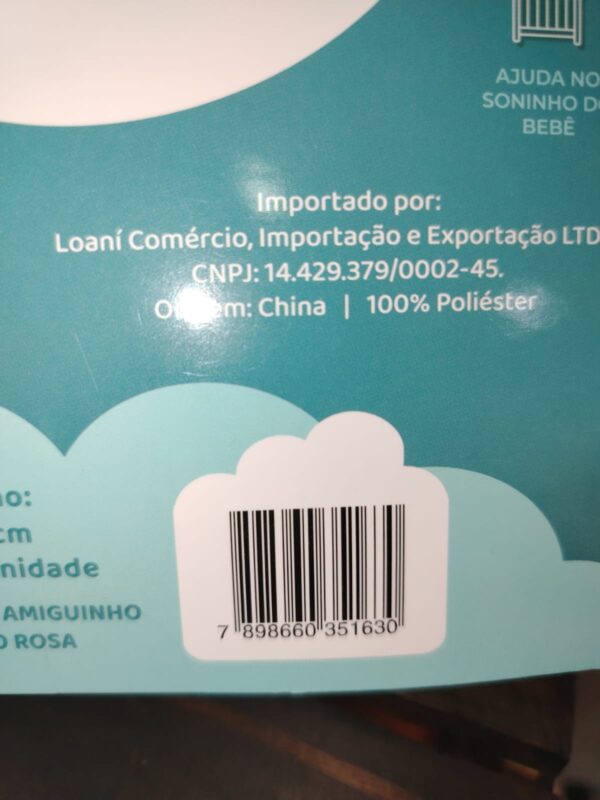 AJUDA NO
SONINHO DO
BEBÊ
Importado por:
Loaní Comércio, Importação e Exportação LTD
CNPJ: 14.429.379/0002-45.
China | 100% Poliéster
cm
AMIGUINHO
ROSA
7 898660 351630